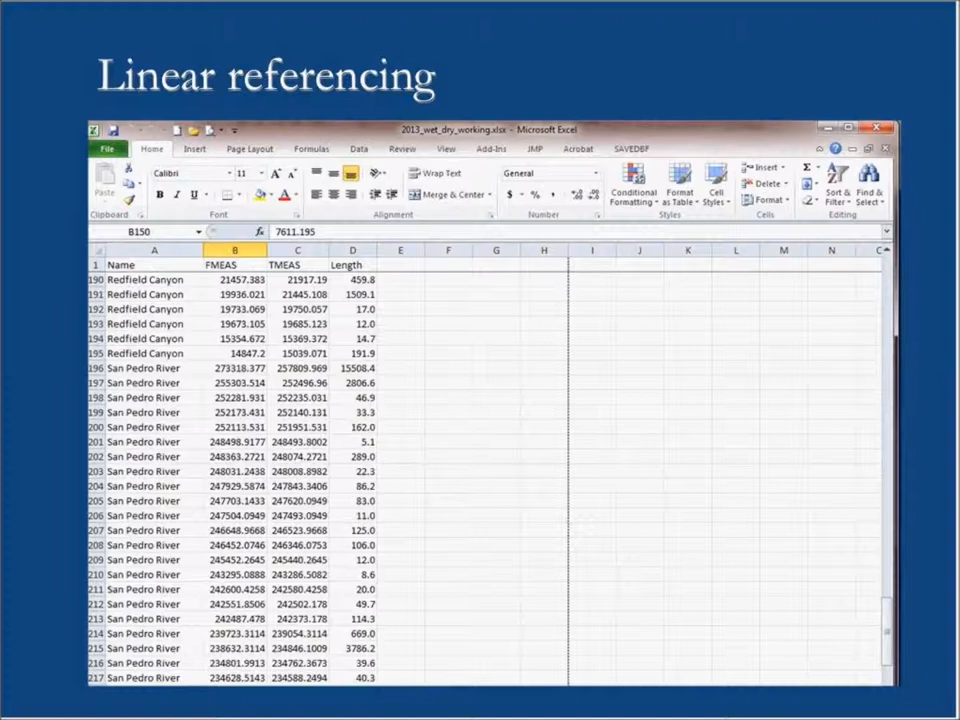 Linear referencing
2013_wet_dry_working.xlsx - Microsoft Excel
File Home Insert Page Layout Formulas Data Review View Add-Ins JMP Acrobat SAVEDBF
Calibri 11 A A Wrap Text General Insert Σ
Paste B I U A Merge & Center $ % , Conditional Formatting Format as Table Cell Styles Delete Format Sort & Filter Find & Select
Clipboard Font Alignment Number Styles Cells Editing
B150 fx 7611.195
A B C D E F G H I J K L M N C
1 Name FMEAS TMEAS Length
190 Redfield Canyon 21457.383 21917.19 459.8
191 Redfield Canyon 19936.021 21445.108 1509.1
192 Redfield Canyon 19733.069 19750.057 17.0
193 Redfield Canyon 19673.105 19685.123 12.0
194 Redfield Canyon 15354.672 15369.372 14.7
195 Redfield Canyon 14847.2 15039.071 191.9
196 San Pedro River 273318.377 257809.969 15508.4
197 San Pedro River 255303.514 252496.96 2806.6
198 San Pedro River 252281.931 252235.031 46.9
199 San Pedro River 252173.431 252140.131 33.3
200 San Pedro River 252113.531 251951.531 162.0
201 San Pedro River 248498.9177 248493.8002 5.1
202 San Pedro River 248363.2721 248074.2721 289.0
203 San Pedro River 248031.2438 248008.8982 22.3
204 San Pedro River 247929.5874 247843.3406 86.2
205 San Pedro River 247703.1433 247620.0949 83.0
206 San Pedro River 247504.0949 247493.0949 11.0
207 San Pedro River 246648.9668 246523.9668 125.0
208 San Pedro River 246452.0746 246346.0753 106.0
209 San Pedro River 245452.2645 245440.2645 12.0
210 San Pedro River 243295.0888 243286.5082 8.6
211 San Pedro River 242600.4258 242580.4258 20.0
212 San Pedro River 242551.8506 242502.178 49.7
213 San Pedro River 242487.478 242373.178 114.3
214 San Pedro River 239723.3114 239054.3114 669.0
215 San Pedro River 238632.3114 234846.1009 3786.2
216 San Pedro River 234801.9913 234762.3673 39.6
217 San Pedro River 234628.5143 234588.2494 40.3